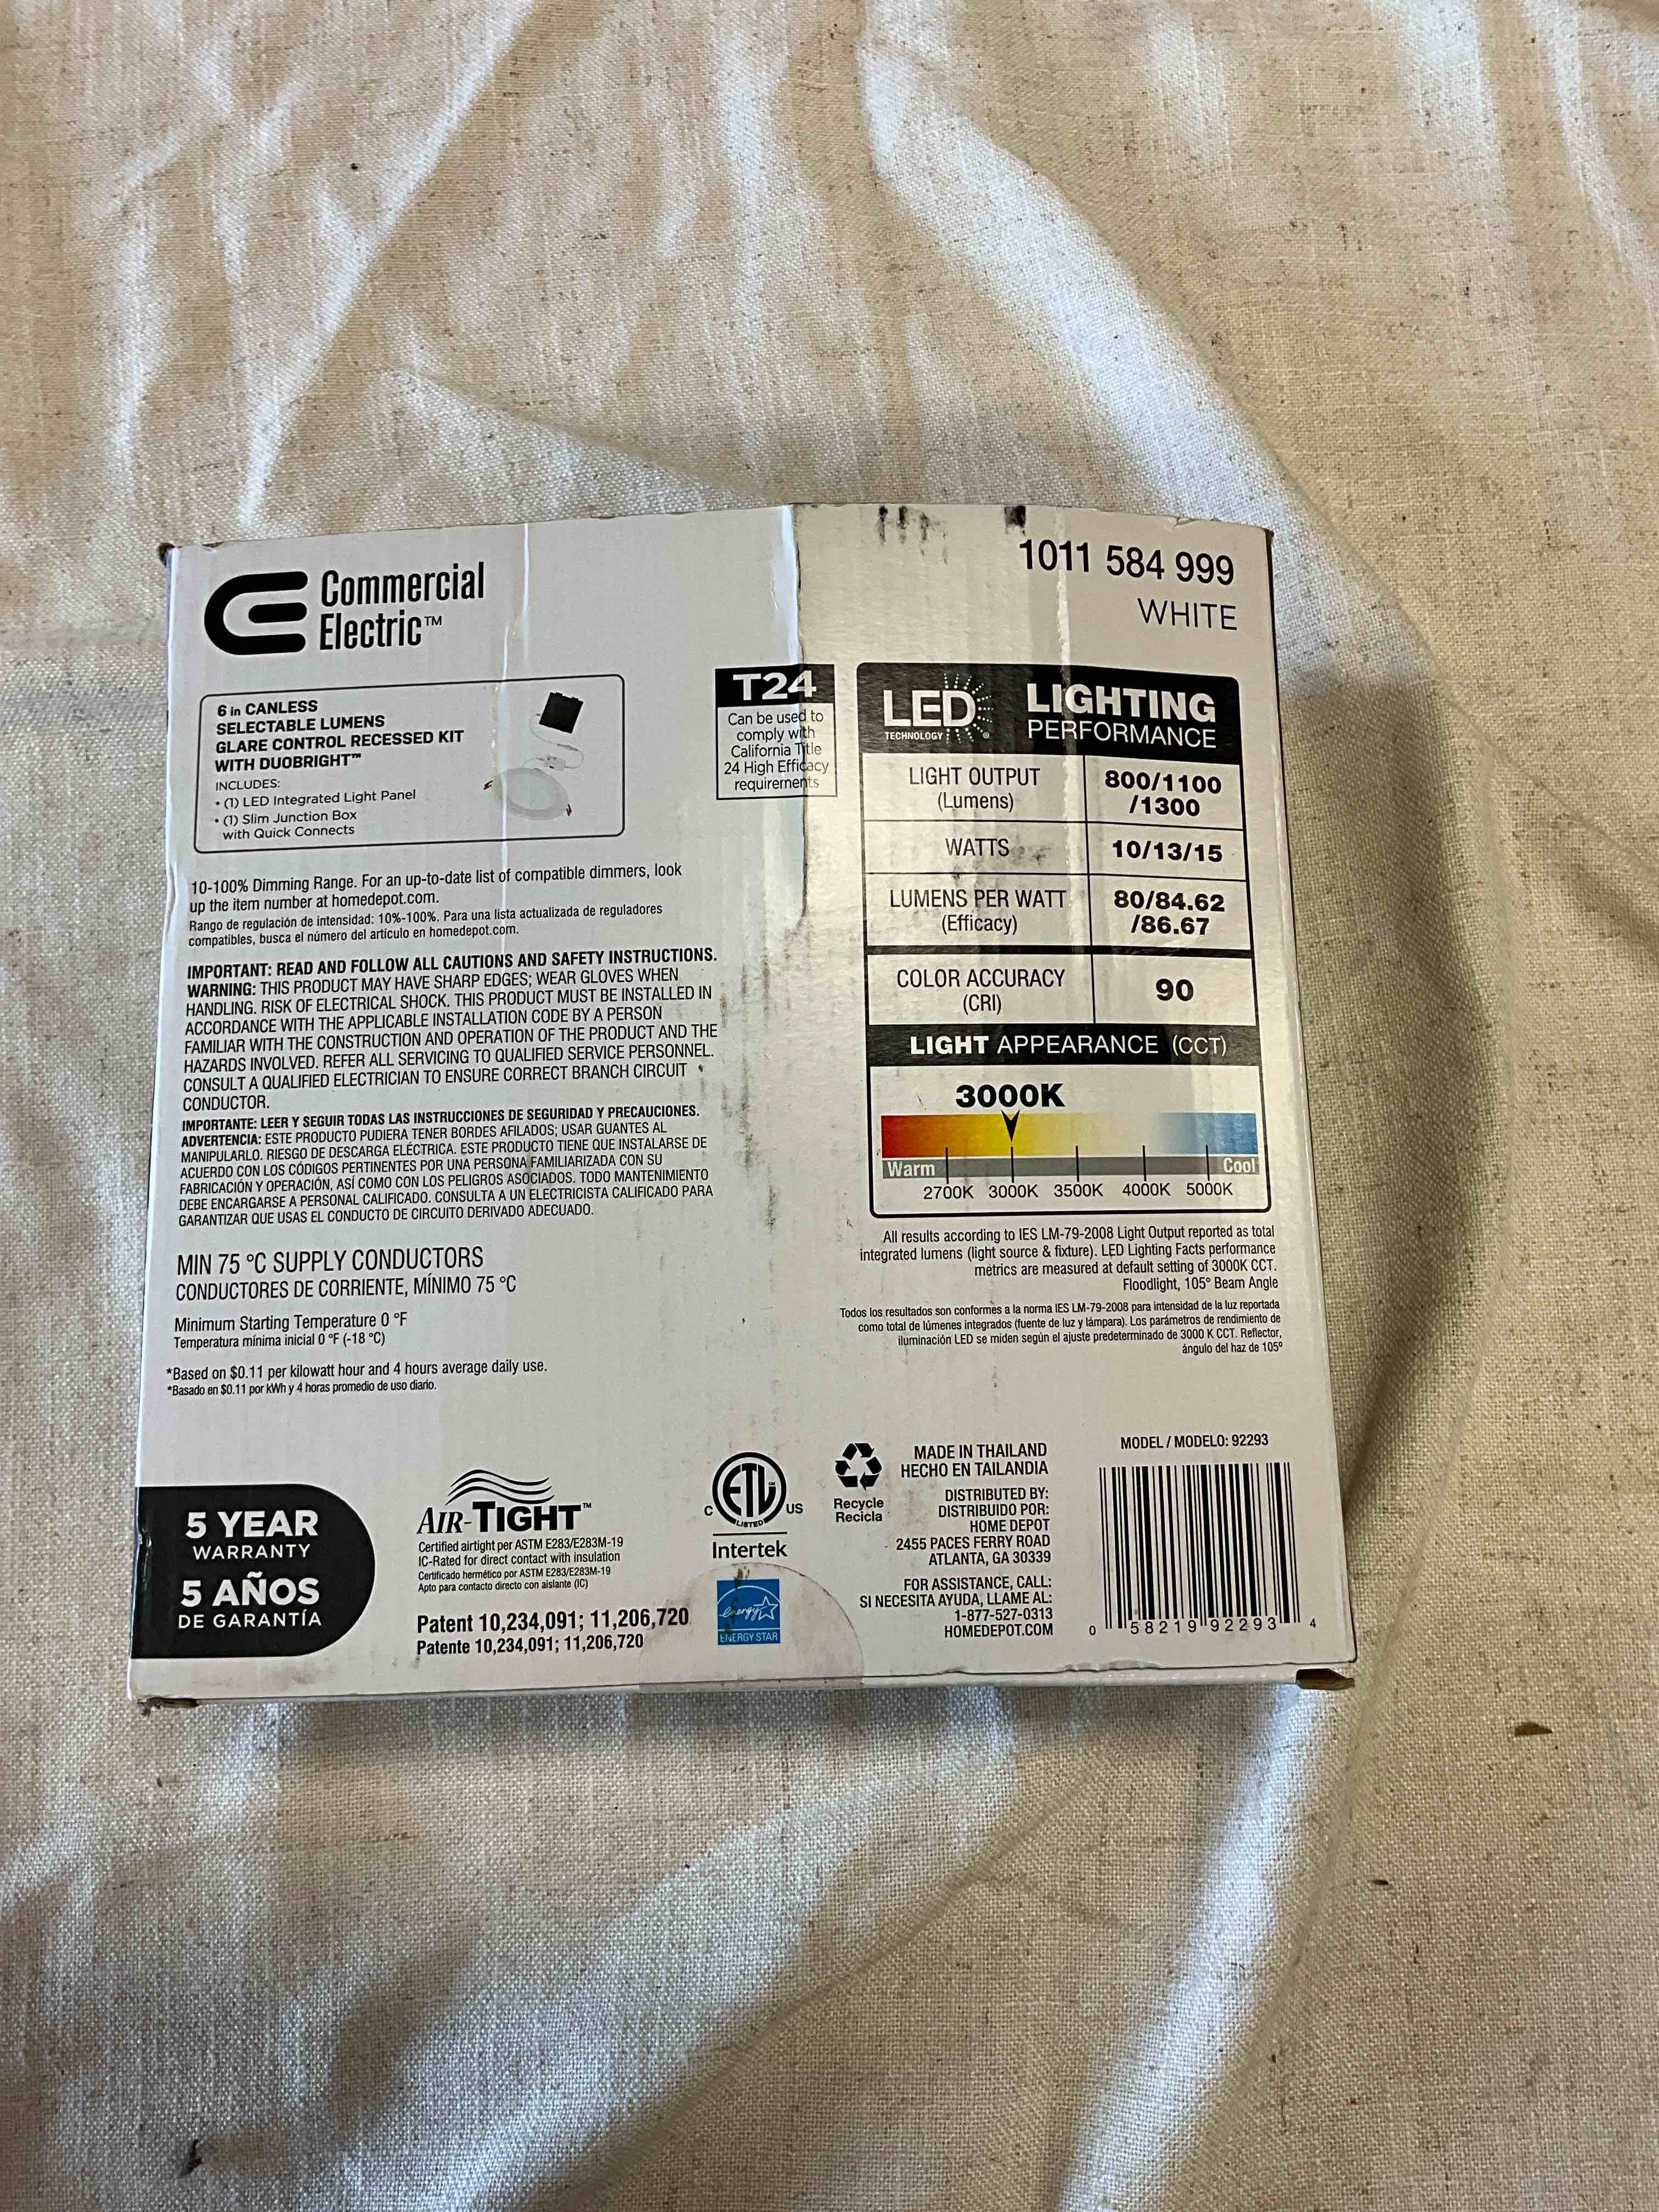 Commercial
Electric™
1011 584 999
WHITE
6 in CANLESS
SELECTABLE LUMENS
GLARE CONTROL RECESSED KIT
WITH DUOBRIGHT™
INCLUDES:
• (1) LED Integrated Light Panel
• (1) Slim Junction Box
with Quick Connects
T24
Can be used to
comply with
California Title
24 High Efficacy
requirements
10-100% Dimming Range. For an up-to-date list of compatible dimmers, look
up the item number at homedepot.com.
Rango de regulación de intensidad: 10%-100%. Para una lista actualizada de reguladores
compatibles, busca el número del artículo en homedepot.com.
IMPORTANT: READ AND FOLLOW ALL CAUTIONS AND SAFETY INSTRUCTIONS.
WARNING: THIS PRODUCT MAY HAVE SHARP EDGES; WEAR GLOVES WHEN
HANDLING. RISK OF ELECTRICAL SHOCK. THIS PRODUCT MUST BE INSTALLED IN
ACCORDANCE WITH THE APPLICABLE INSTALLATION CODE BY A PERSON
FAMILIAR WITH THE CONSTRUCTION AND OPERATION OF THE PRODUCT AND THE
HAZARDS INVOLVED. REFER ALL SERVICING TO QUALIFIED SERVICE PERSONNEL.
CONSULT A QUALIFIED ELECTRICIAN TO ENSURE CORRECT BRANCH CIRCUIT
CONDUCTOR.
IMPORTANTE: LEER Y SEGUIR TODAS LAS INSTRUCCIONES DE SEGURIDAD Y PRECAUCIONES.
ADVERTENCIA: ESTE PRODUCTO PUDIERA TENER BORDES AFILADOS; USAR GUANTES AL
MANIPULARLO. RIESGO DE DESCARGA ELÉCTRICA. ESTE PRODUCTO TIENE QUE INSTALARSE DE
ACUERDO CON LOS CÓDIGOS PERTINENTES POR UNA PERSONA FAMILIARIZADA CON SU
FABRICACIÓN Y OPERACIÓN, ASÍ COMO CON LOS PELIGROS ASOCIADOS. TODO MANTENIMIENTO
DEBE ENCARGARSE A PERSONAL CALIFICADO. CONSULTA A UN ELECTRICISTA CALIFICADO PARA
GARANTIZAR QUE USAS EL CONDUCTO DE CIRCUITO DERIVADO ADECUADO.
MIN 75 °C SUPPLY CONDUCTORS
CONDUCTORES DE CORRIENTE, MÍNIMO 75 °C
Minimum Starting Temperature 0 °F
Temperatura mínima inicial 0 °F (-18 °C)
*Based on $0.11 per kilowatt hour and 4 hours average daily use.
*Basado en $0.11 por kWh y 4 horas promedio de uso diario.
LED
TECHNOLOGY
®
LIGHTING
PERFORMANCE
LIGHT OUTPUT
(Lumens)
800/1100
/1300
WATTS
10/13/15
LUMENS PER WATT
(Efficacy)
80/84.62
/86.67
COLOR ACCURACY
(CRI)
90
LIGHT APPEARANCE (CCT)
3000K
Warm
Cool
2700K 3000K 3500K 4000K 5000K
All results according to IES LM-79-2008 Light Output reported as total
integrated lumens (light source & fixture). LED Lighting Facts performance
metrics are measured at default setting of 3000K CCT.
Floodlight, 105° Beam Angle
Todos los resultados son conformes a la norma IES LM-79-2008 para intensidad de la luz reportada
como total de lúmenes integrados (fuente de luz y lámpara). Los parámetros de rendimiento de
iluminación LED se miden según el ajuste predeterminado de 3000 K CCT. Reflector,
ángulo del haz de 105º
5 YEAR
WARRANTY
5 AÑOS
DE GARANTÍA
AIR-TIGHT™
Certified airtight per ASTM E283/E283M-19
IC-Rated for direct contact with insulation
Certificado hermético por ASTM E283/E283M-19
Apto para contacto directo con aislante (IC)
Patent 10,234,091; 11,206,720
Patente 10,234,091; 11,206,720
C ETL US
LISTED
Intertek
energy
ENERGY STAR
Recycle
Recicla
MADE IN THAILAND
HECHO EN TAILANDIA
DISTRIBUTED BY:
DISTRIBUIDO POR:
HOME DEPOT
2455 PACES FERRY ROAD
ATLANTA, GA 30339
FOR ASSISTANCE, CALL:
SI NECESITA AYUDA, LLAME AL:
1-877-527-0313
HOMEDEPOT.COM
MODEL / MODELO: 92293
0 58219 92293 4